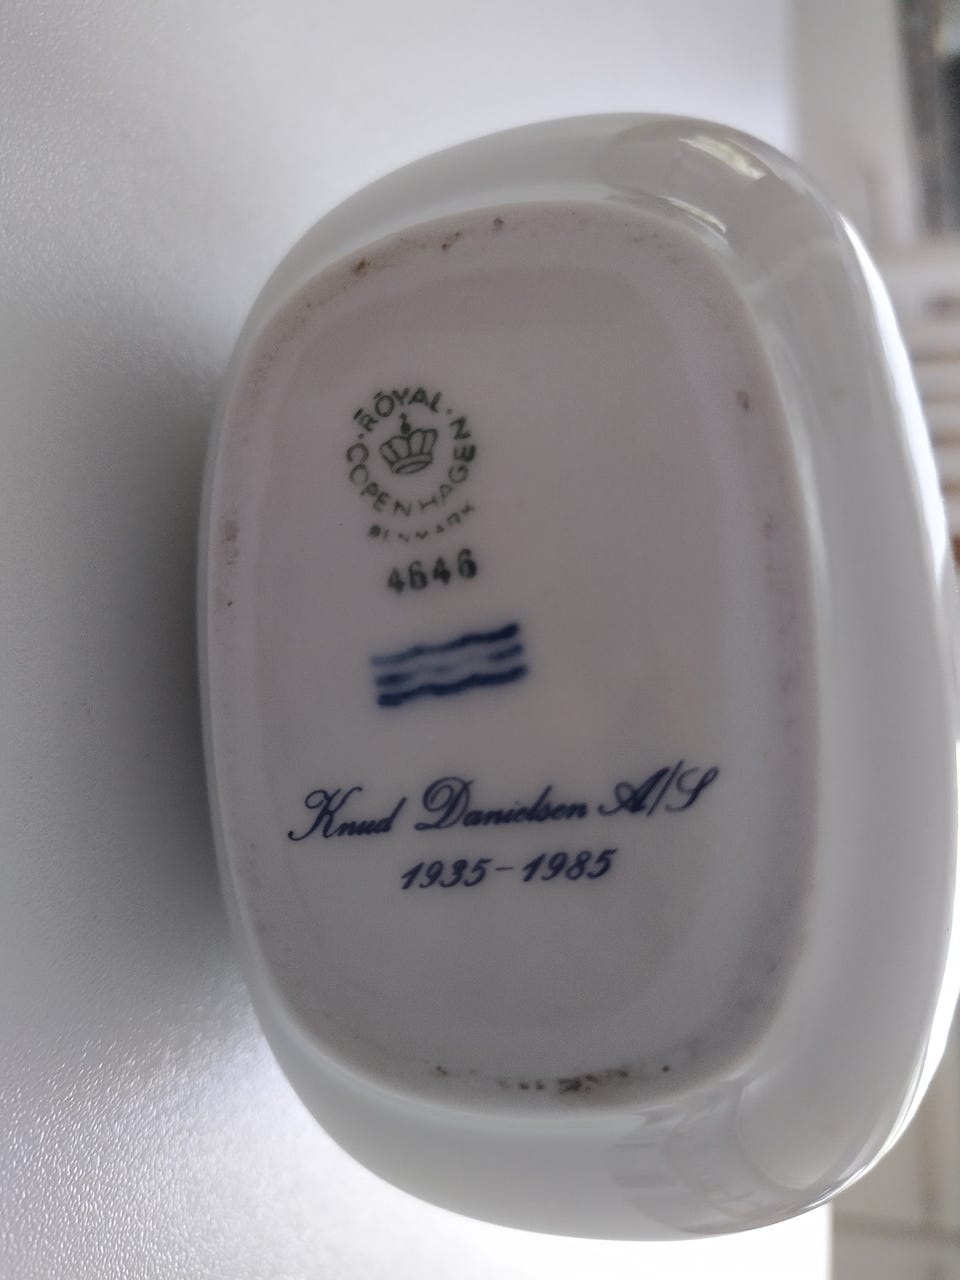 ROYAL
COPENHAGEN
DENMARK
4646
Knud Danielsen A/S
1935-1985